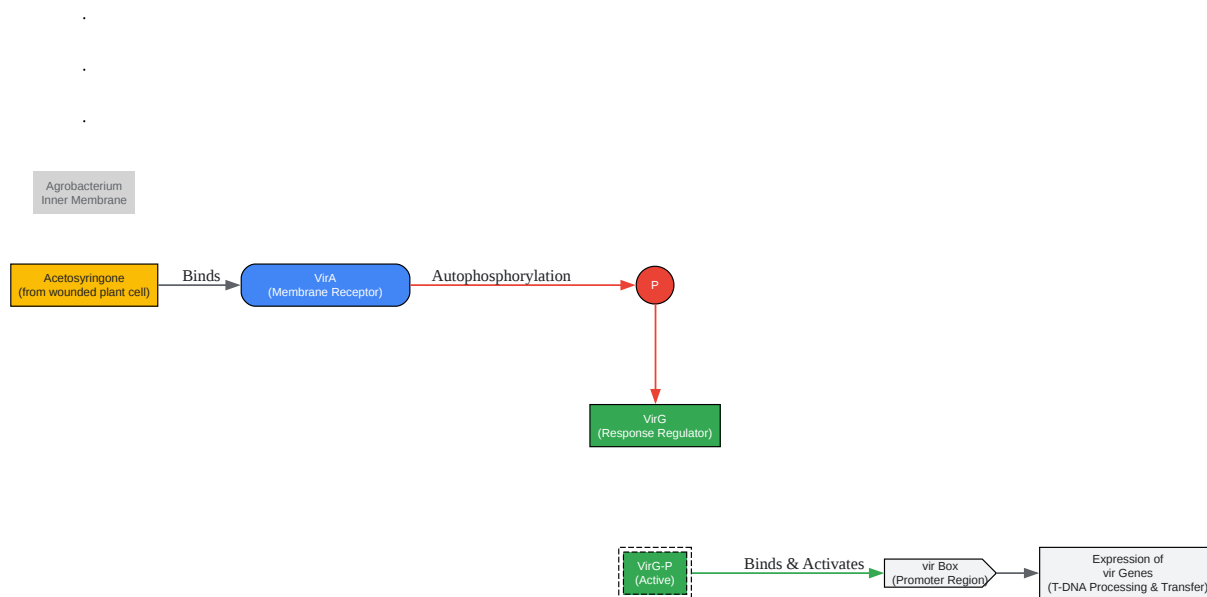 .
.
.
Agrobacterium
Inner Membrane
Acetosyringone
(from wounded plant cell)
Binds
VirA
(Membrane Receptor)
Autophosphorylation
P
VirG
(Response Regulator)
VirG-P
(Active)
Binds & Activates
vir Box
(Promoter Region)
Expression of
vir Genes
(T-DNA Processing & Transfer)